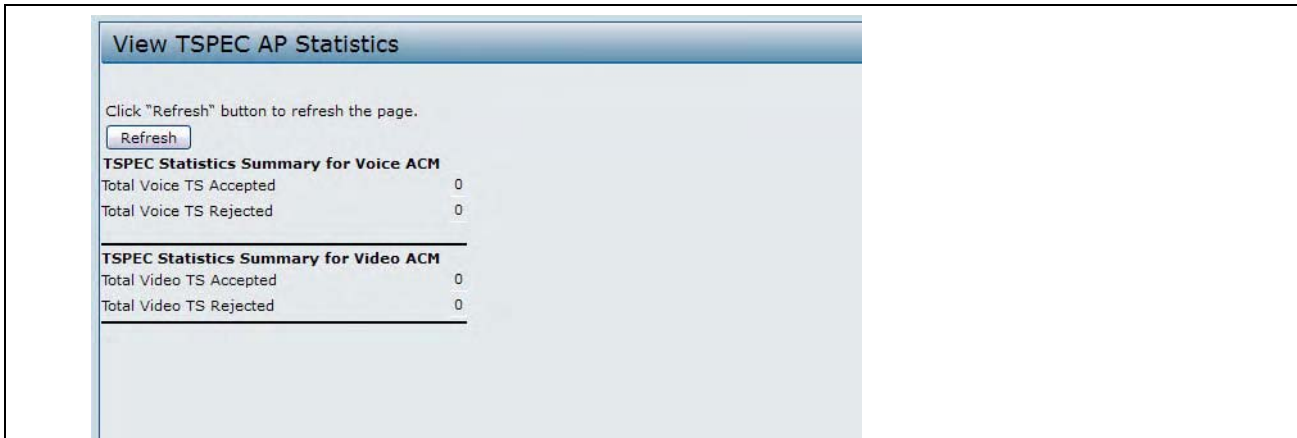 View TSPEC AP Statistics
Click "Refresh" button to refresh the page.
Refresh
TSPEC Statistics Summary for Voice ACM
Total Voice TS Accepted 0
Total Voice TS Rejected 0
TSPEC Statistics Summary for Video ACM
Total Video TS Accepted 0
Total Video TS Rejected 0